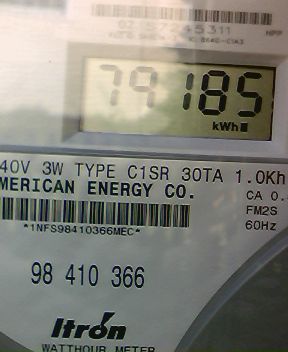 79185
kWh
40V 3W TYPE C1SR 30TA 1.0Kh
MERICAN ENERGY CO.
CA 0.
FM2S
60Hz
*1NFS98410366MEC*
98 410 366
Itrón
WATTHOUR METER